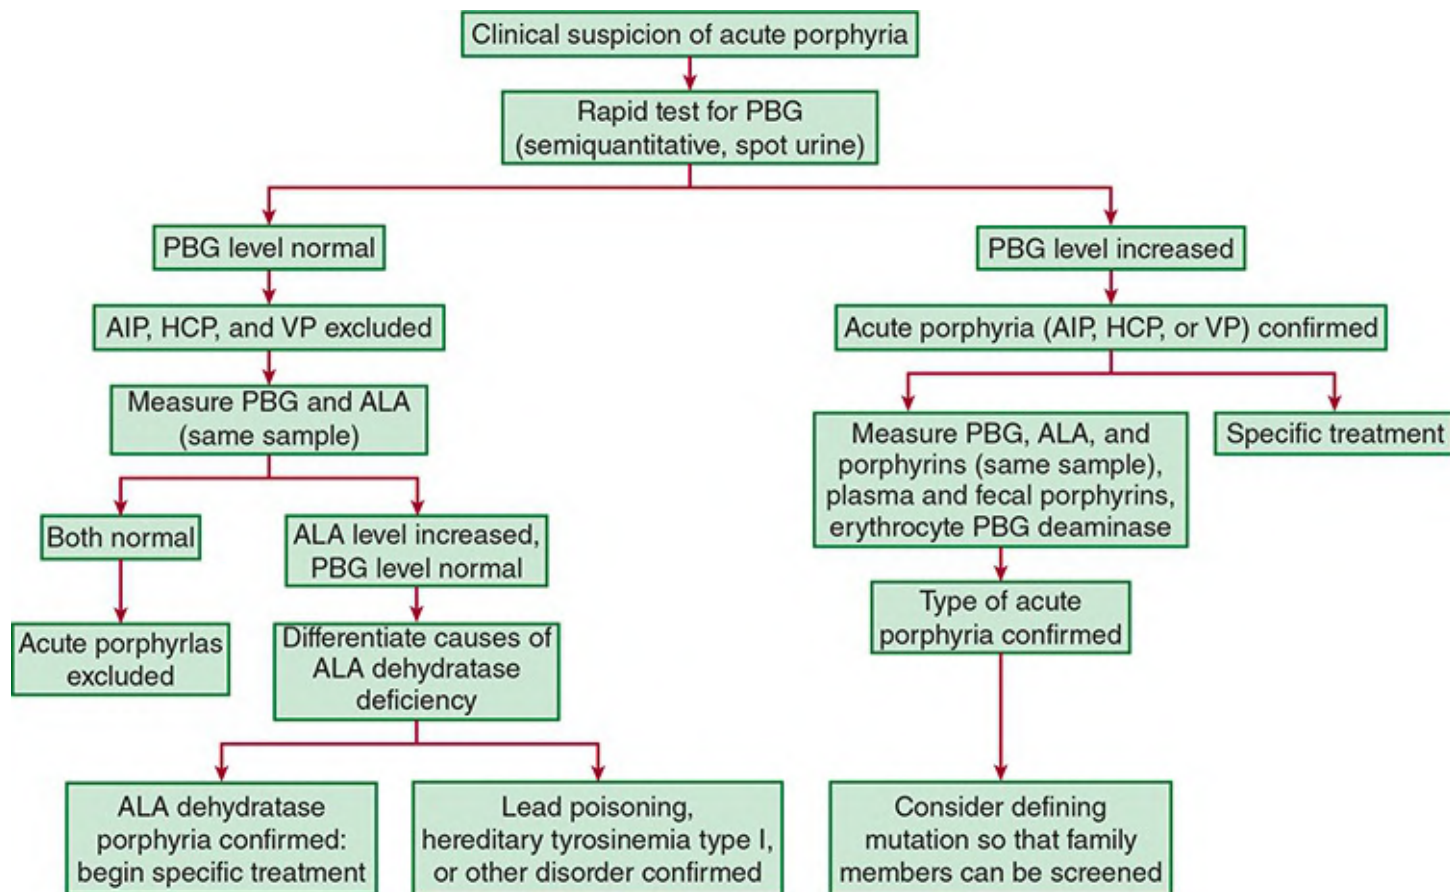 Clinical suspicion of acute porphyria
Rapid test for PBG
(semiquantitative, spot urine)
PBG level normal
PBG level increased
AIP, HCP, and VP excluded
Acute porphyria (AIP, HCP, or VP) confirmed
Measure PBG and ALA
(same sample)
Measure PBG, ALA, and
porphyrins (same sample),
plasma and fecal porphyrins,
erythrocyte PBG deaminase
Specific treatment
Both normal
ALA level increased,
PBG level normal
Type of acute
porphyria confirmed
Acute porphyrlas
excluded
Differentiate causes of
ALA dehydratase
deficiency
ALA dehydratase
porphyria confirmed:
begin specific treatment
Lead poisoning,
hereditary tyrosinemia type I,
or other disorder confirmed
Consider defining
mutation so that family
members can be screened